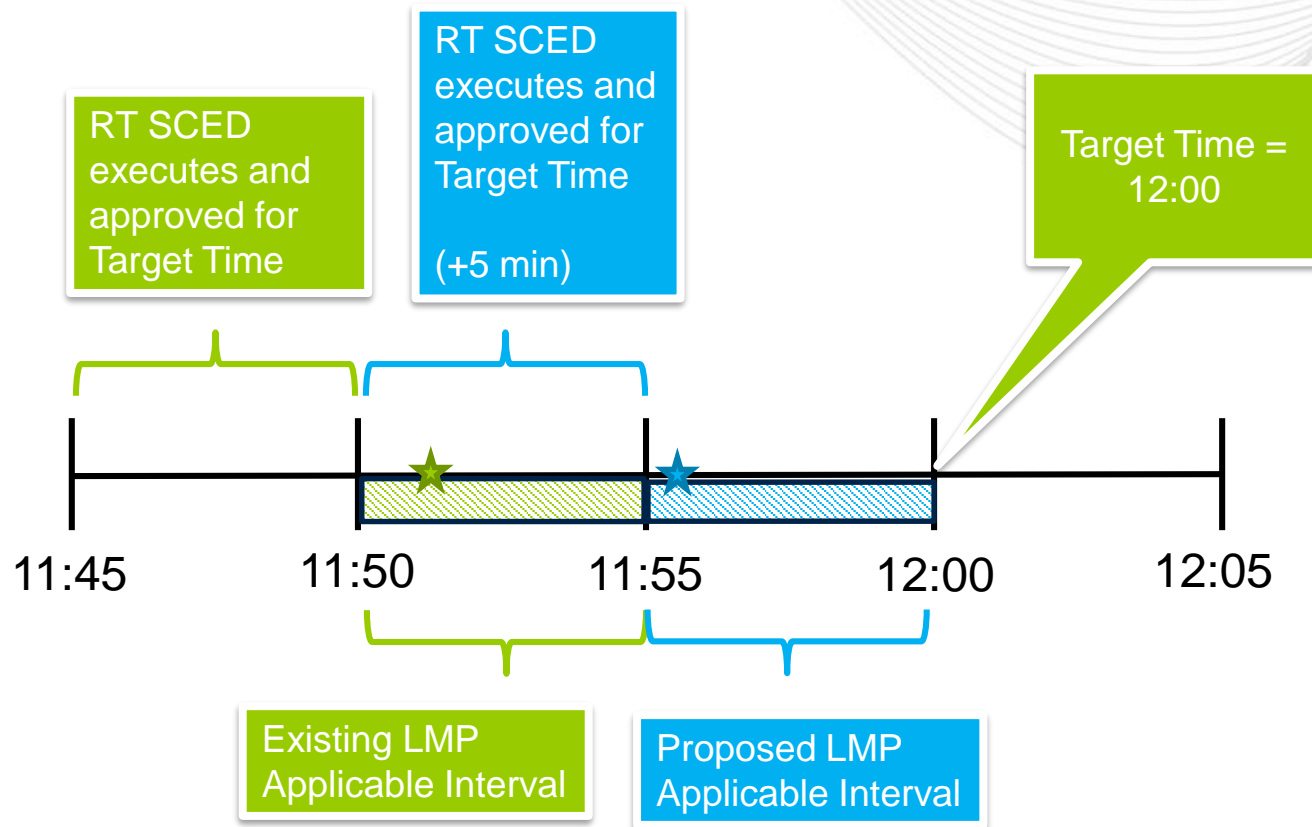 RT SCED
executes and
approved for
Target Time
RT SCED
executes and
approved for
Target Time
(+5 min)
Target Time =
12:00
11:45
11:50
11:55
12:00
12:05
Existing LMP
Applicable Interval
Proposed LMP
Applicable Interval